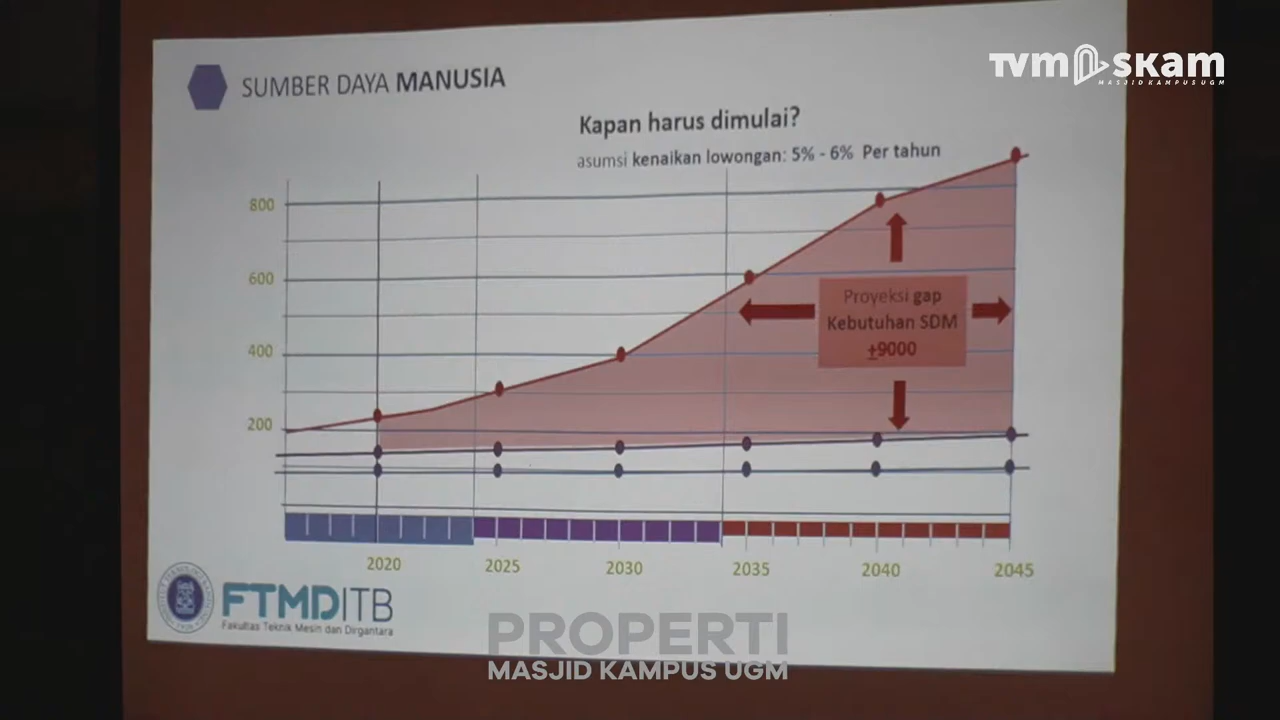 TVM SKAM
MASJID KAMPUS UGM
SUMBER DAYA MANUSIA
Kapan harus dimulai?
asumsi kenaikan lowongan: 5% - 6% Per tahun
800
600
400
200
Proyeksi gap
Kebutuhan SDM
±9000
2020
2025
2030
2035
2040
2045
FTMD ITB
Fakultas Teknik Mesin dan Dirgantara
PROPERTI
MASJID KAMPUS UGM